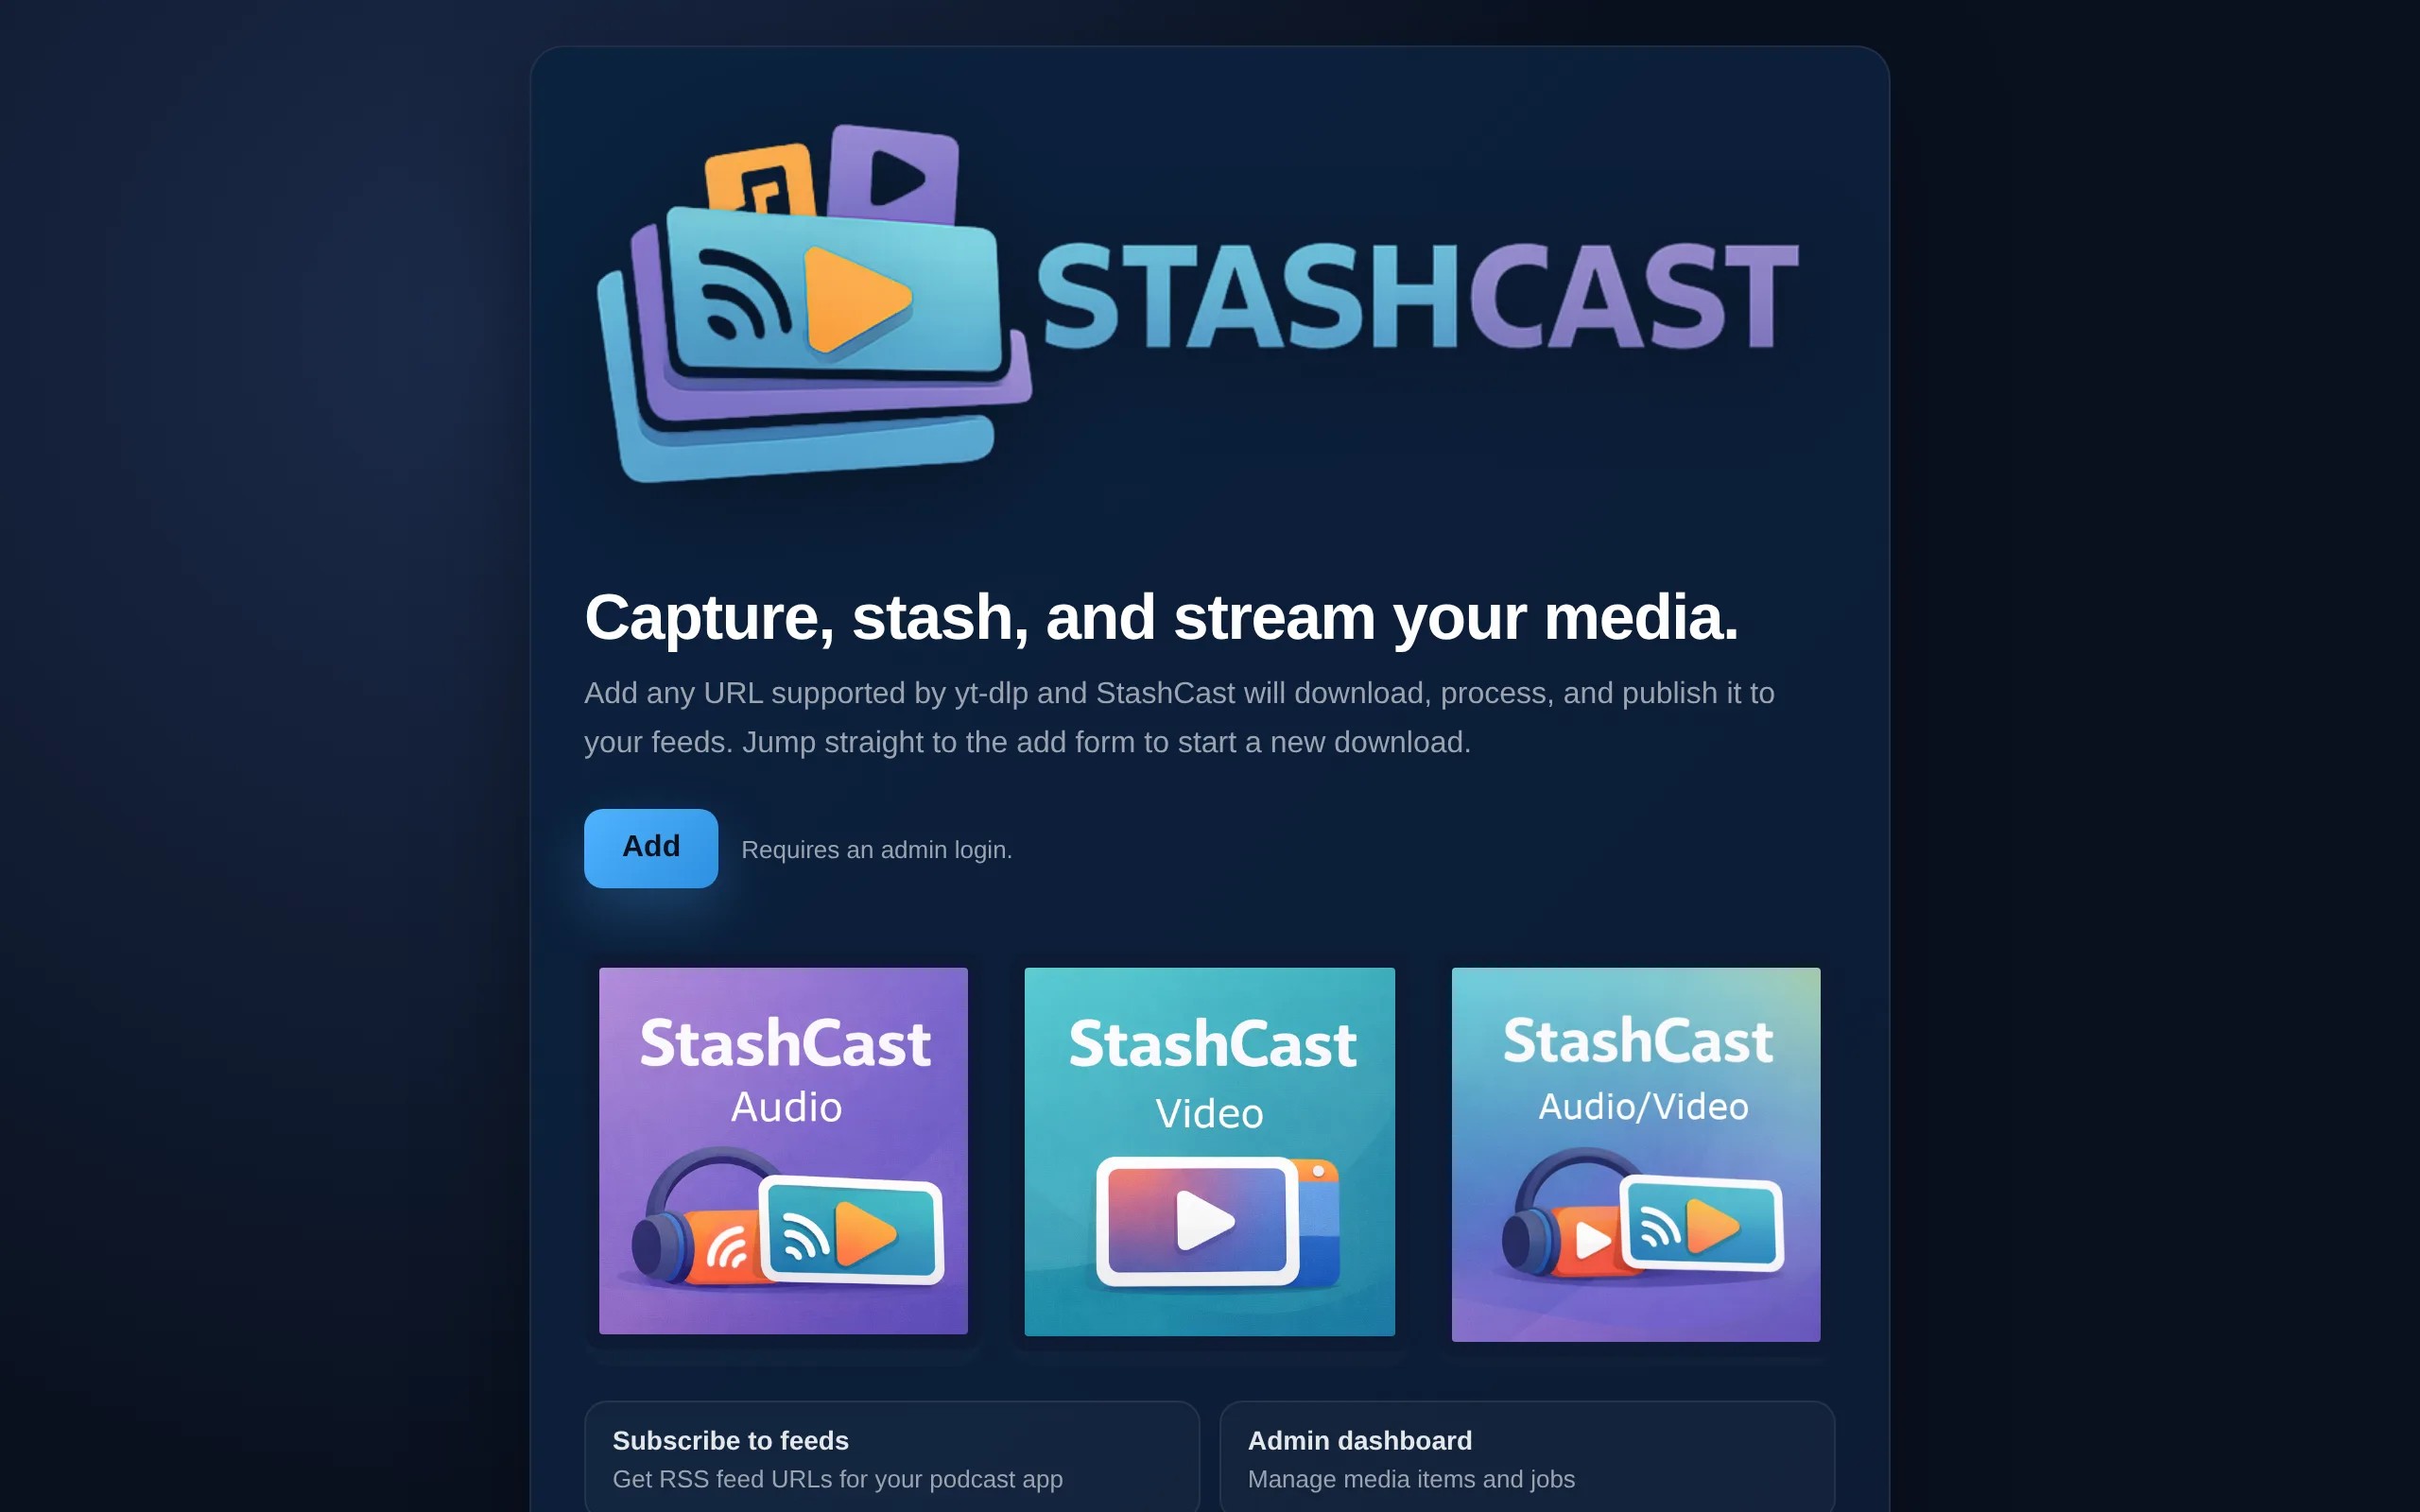 STASHCAST
Capture, stash, and stream your media.
Add any URL supported by yt-dlp and StashCast will download, process, and publish it to
your feeds. Jump straight to the add form to start a new download.
Add
Requires an admin login.
StashCast
Audio
StashCast
Video
StashCast
Audio/Video
Subscribe to feeds
Get RSS feed URLs for your podcast app
Admin dashboard
Manage media items and jobs